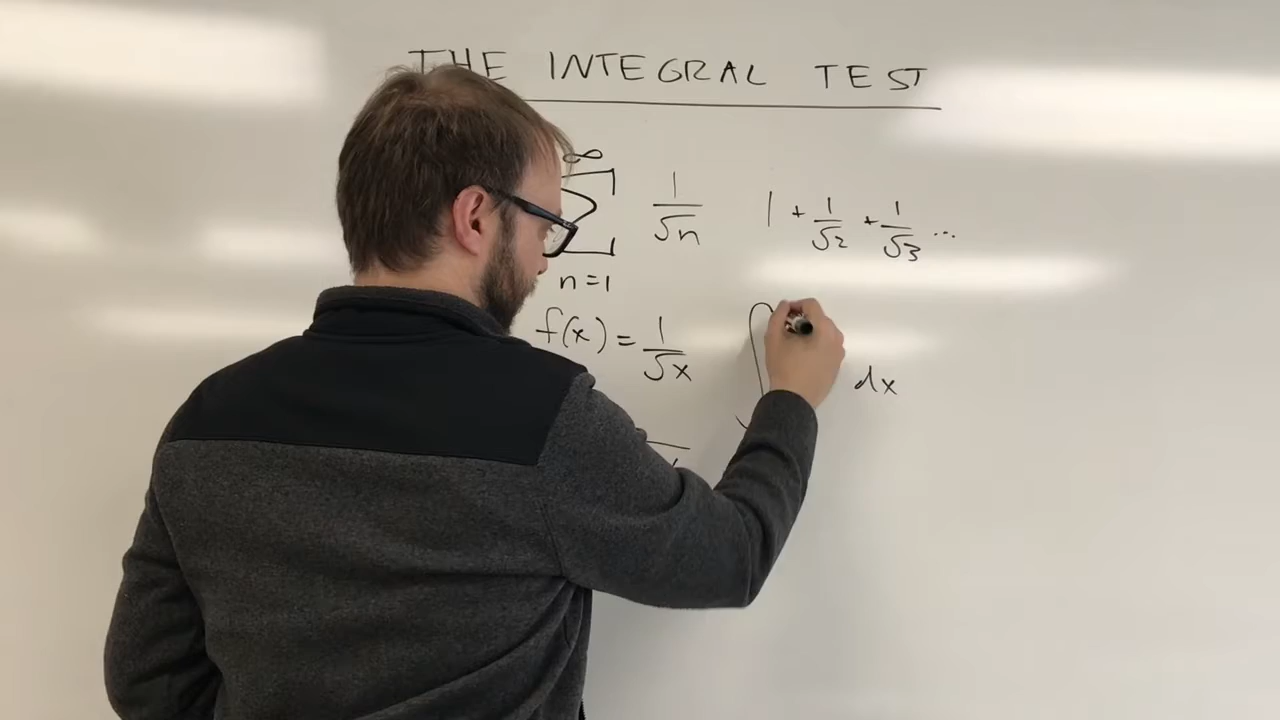 THE INTEGRAL TEST
∞
∑ 1/√n 1 + 1/√2 + 1/√3 ...
n=1
f(x) = 1/√x ∫ dx